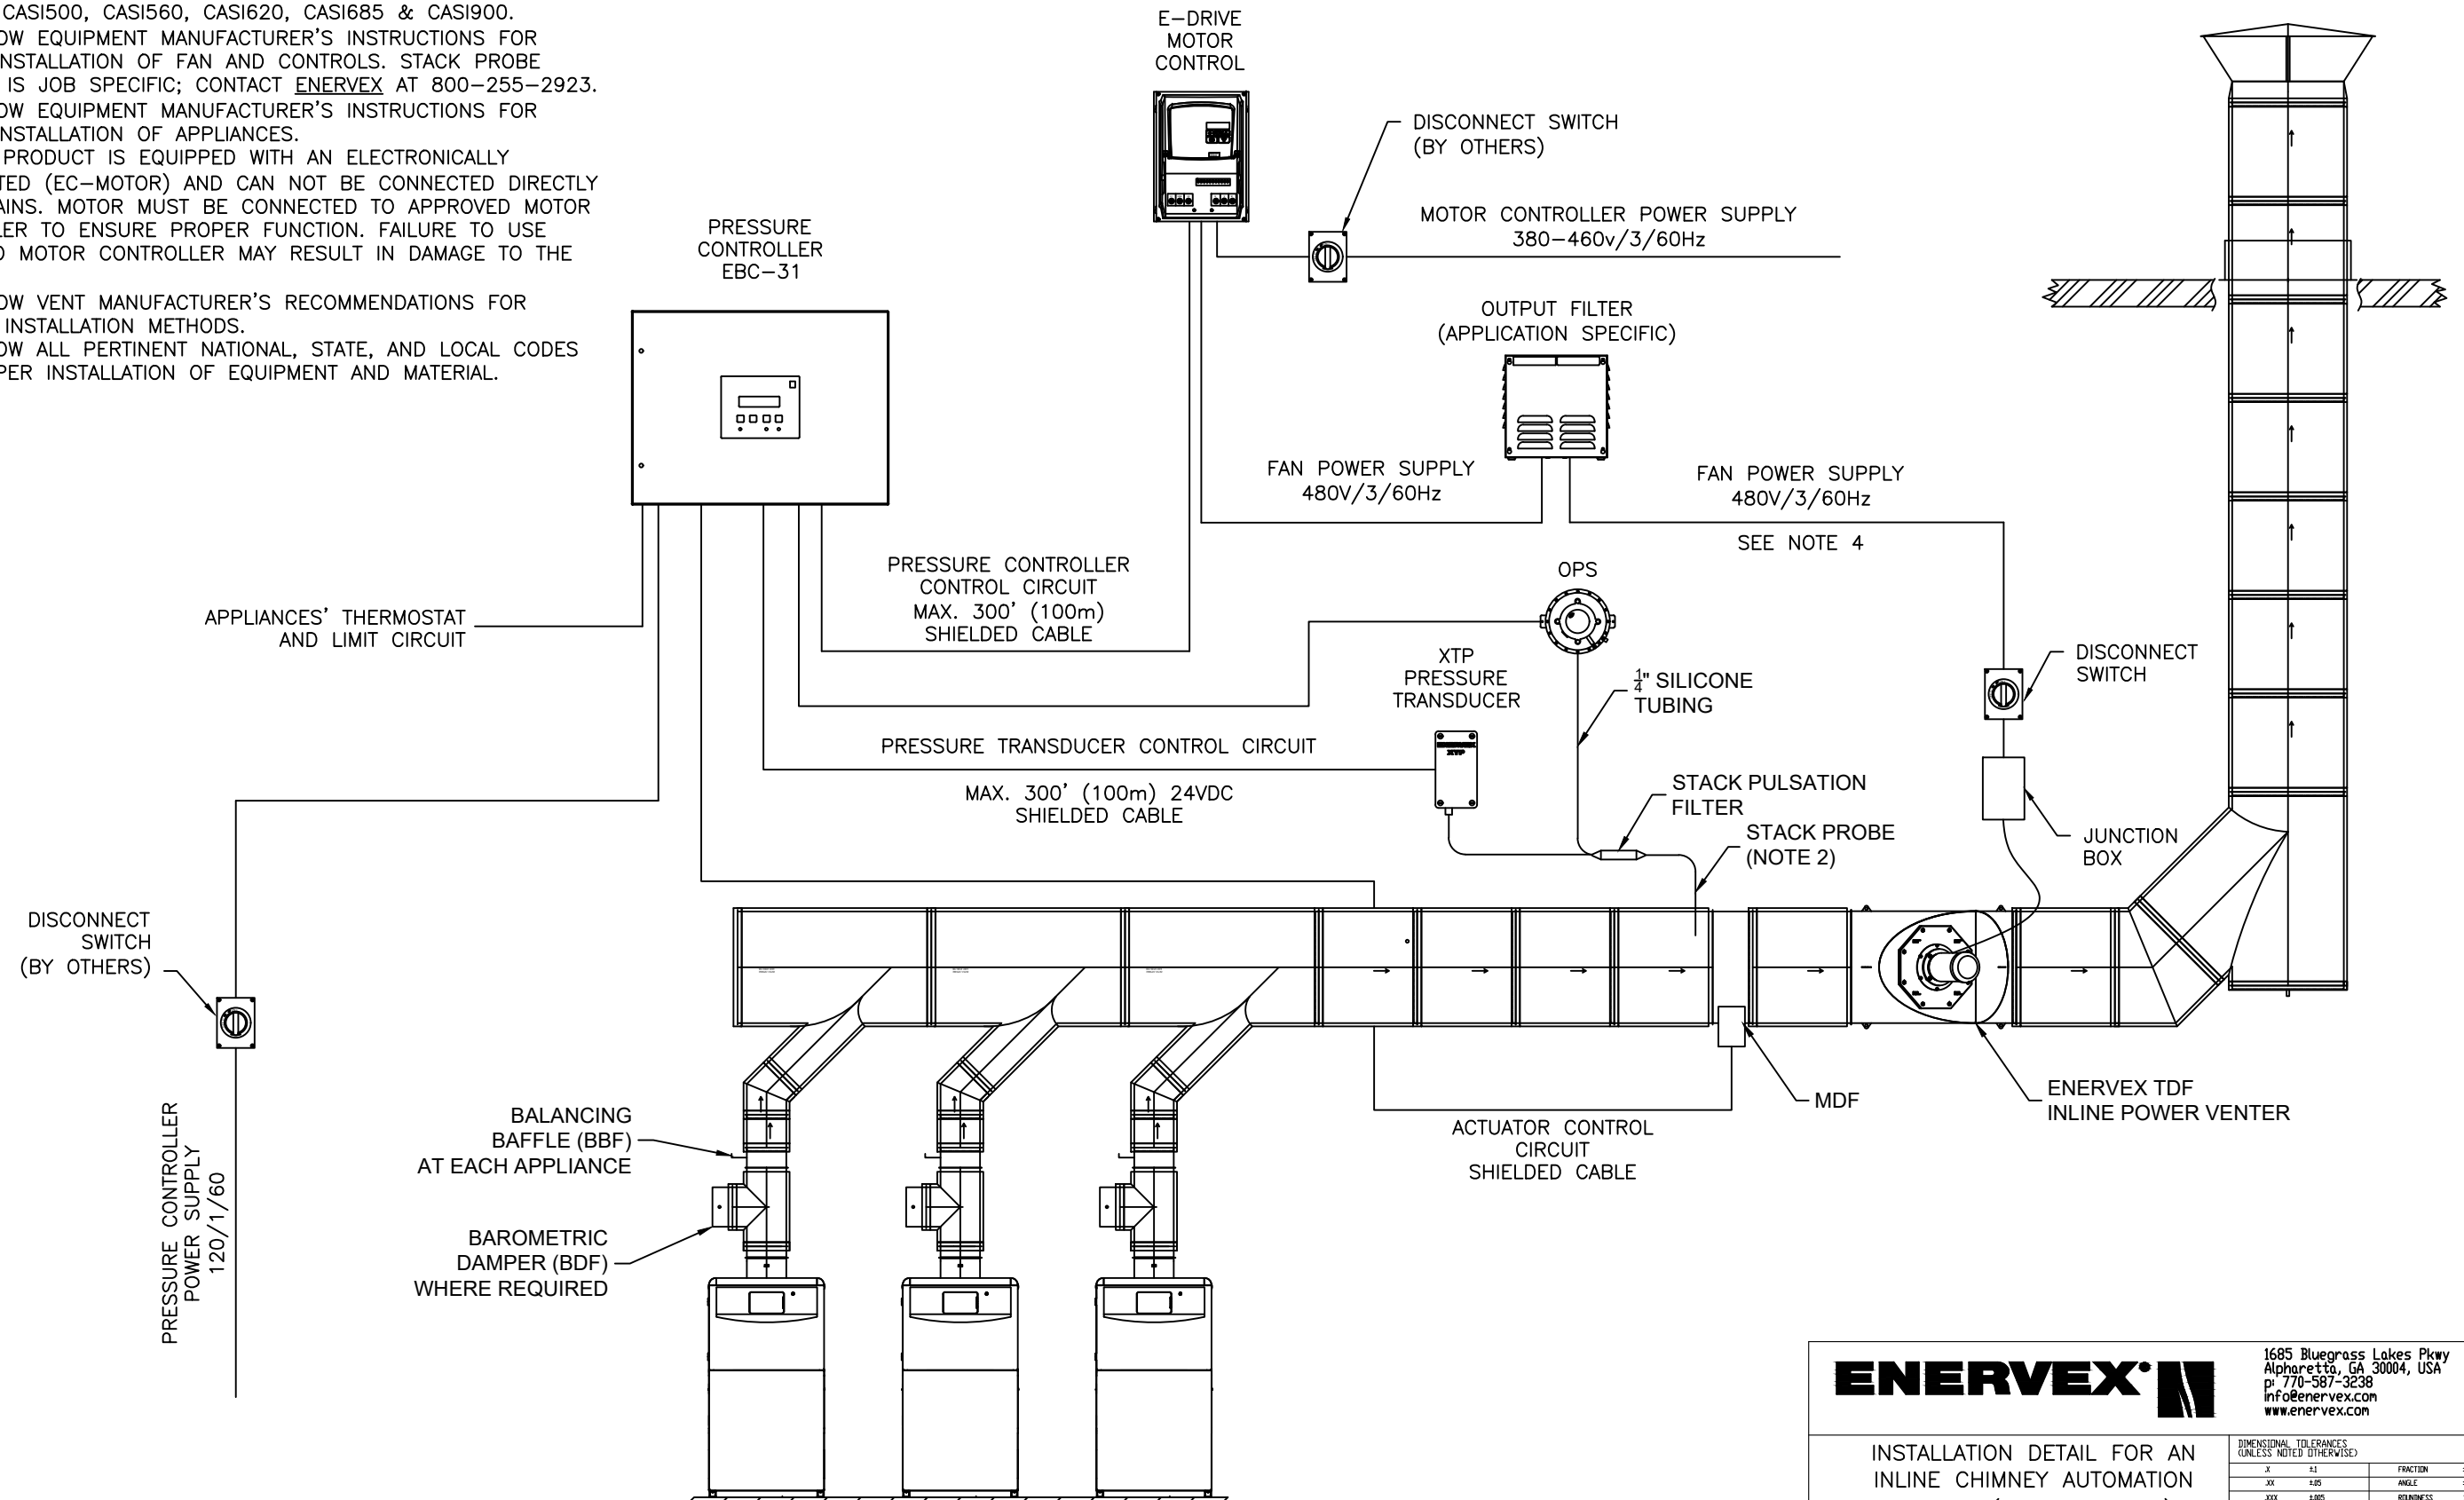 CASI500, CASI560, CASI620, CASI685 & CASI900.
OW EQUIPMENT MANUFACTURER'S INSTRUCTIONS FOR
NSTALLATION OF FAN AND CONTROLS. STACK PROBE
IS JOB SPECIFIC; CONTACT ENERVEX AT 800-255-2923.
OW EQUIPMENT MANUFACTURER'S INSTRUCTIONS FOR
NSTALLATION OF APPLIANCES.
PRODUCT IS EQUIPPED WITH AN ELECTRONICALLY
TED (EC-MOTOR) AND CAN NOT BE CONNECTED DIRECTLY
AINS. MOTOR MUST BE CONNECTED TO APPROVED MOTOR
LER TO ENSURE PROPER FUNCTION. FAILURE TO USE
D MOTOR CONTROLLER MAY RESULT IN DAMAGE TO THE
OW VENT MANUFACTURER'S RECOMMENDATIONS FOR
INSTALLATION METHODS.
OW ALL PERTINENT NATIONAL, STATE, AND LOCAL CODES
PER INSTALLATION OF EQUIPMENT AND MATERIAL.
E-DRIVE
MOTOR
CONTROL
DISCONNECT SWITCH
(BY OTHERS)
MOTOR CONTROLLER POWER SUPPLY
380-460v/3/60Hz
PRESSURE
CONTROLLER
EBC-31
OUTPUT FILTER
(APPLICATION SPECIFIC)
FAN POWER SUPPLY
480V/3/60Hz
FAN POWER SUPPLY
480V/3/60Hz
SEE NOTE 4
PRESSURE CONTROLLER
CONTROL CIRCUIT
MAX. 300' (100m)
SHIELDED CABLE
OPS
APPLIANCES' THERMOSTAT
AND LIMIT CIRCUIT
XTP
PRESSURE
TRANSDUCER
1/4" SILICONE
TUBING
DISCONNECT
SWITCH
PRESSURE TRANSDUCER CONTROL CIRCUIT
MAX. 300' (100m) 24VDC
SHIELDED CABLE
XTP
STACK PULSATION
FILTER
STACK PROBE
(NOTE 2)
JUNCTION
BOX
DISCONNECT
SWITCH
(BY OTHERS)
PRESSURE CONTROLLER
POWER SUPPLY
120/1/60
BALANCING
BAFFLE (BBF)
AT EACH APPLIANCE
BAROMETRIC
DAMPER (BDF)
WHERE REQUIRED
ACTUATOR CONTROL
CIRCUIT
SHIELDED CABLE
MDF
ENERVEX TDF
INLINE POWER VENTER
ENERVEX®
1685 Bluegrass Lakes Pkwy
Alpharetta, GA 30004, USA
p: 770-587-3238
info@enervex.com
www.enervex.com
INSTALLATION DETAIL FOR AN
INLINE CHIMNEY AUTOMATION
DIMENSIONAL TOLERANCES
(UNLESS NOTED OTHERWISE)
.X ±.1 FRACTION
.XX ±.05 ANGLE
.XXX ±.005 ROUNDNESS